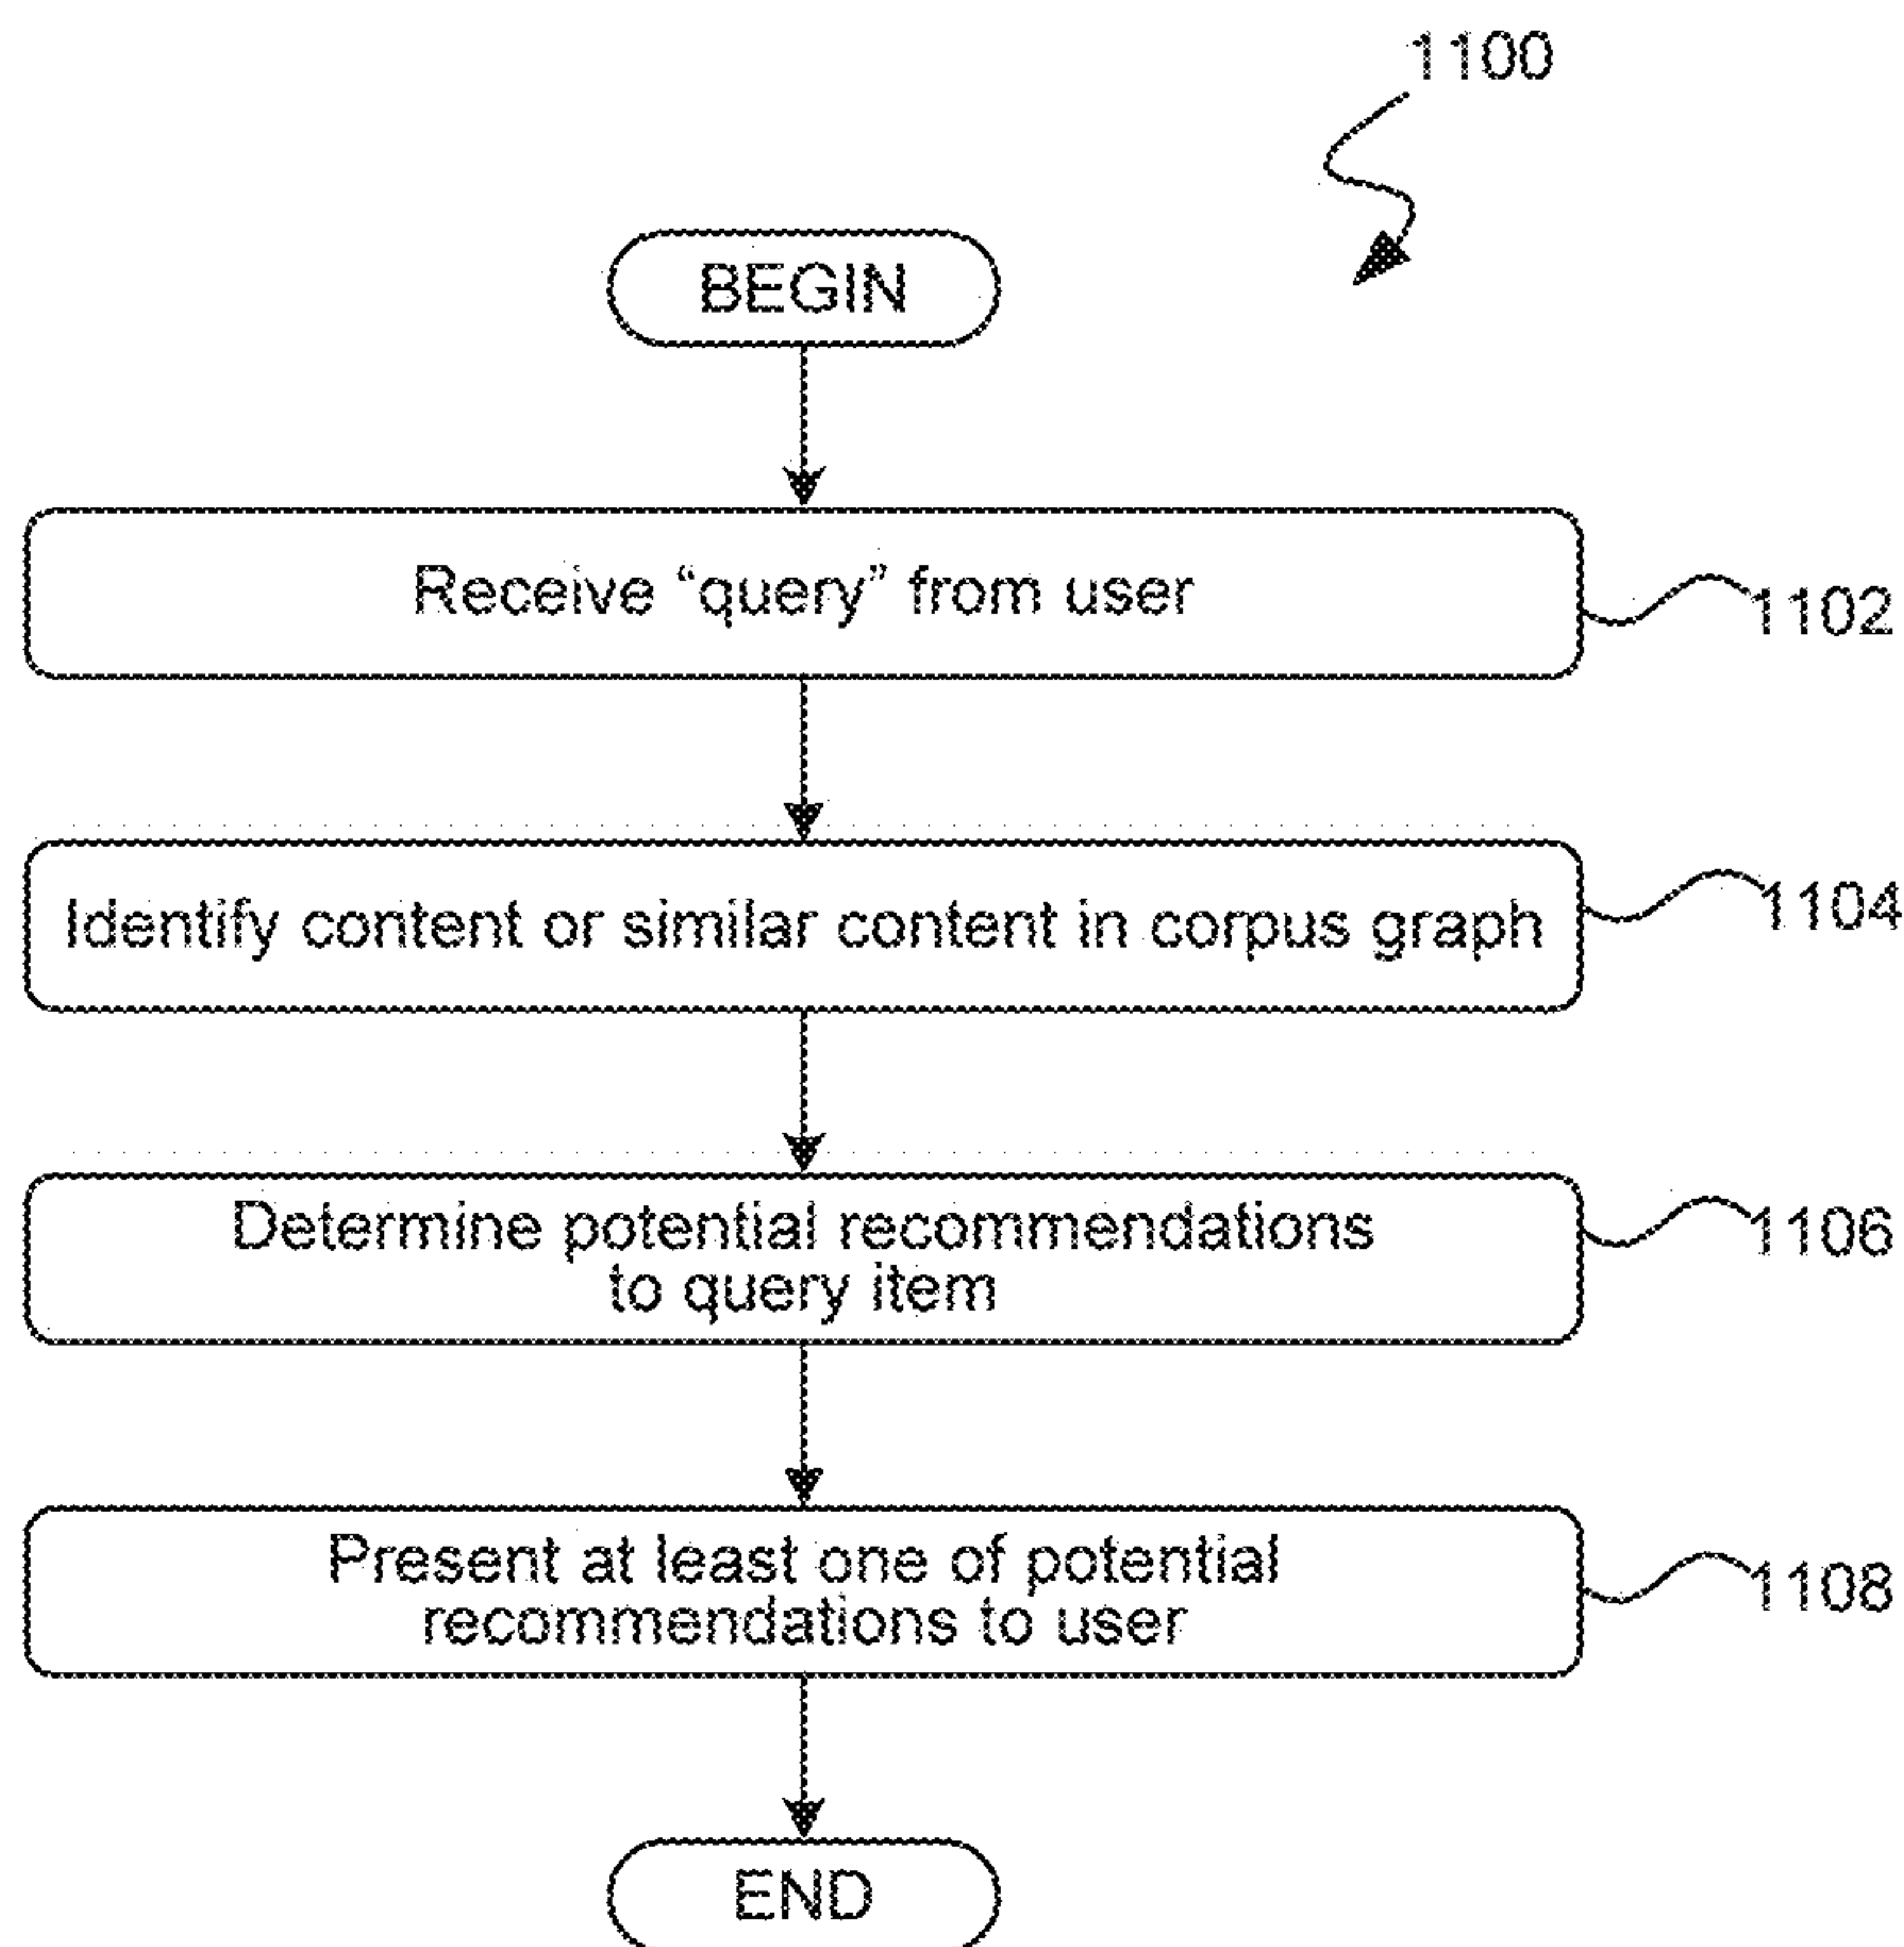 1100
BEGIN
Receive “query” from user
1102
Identify content or similar content in corpus graph
1104
Determine potential recommendations
to query item
1106
Present at least one of potential
recommendations to user
1108
END